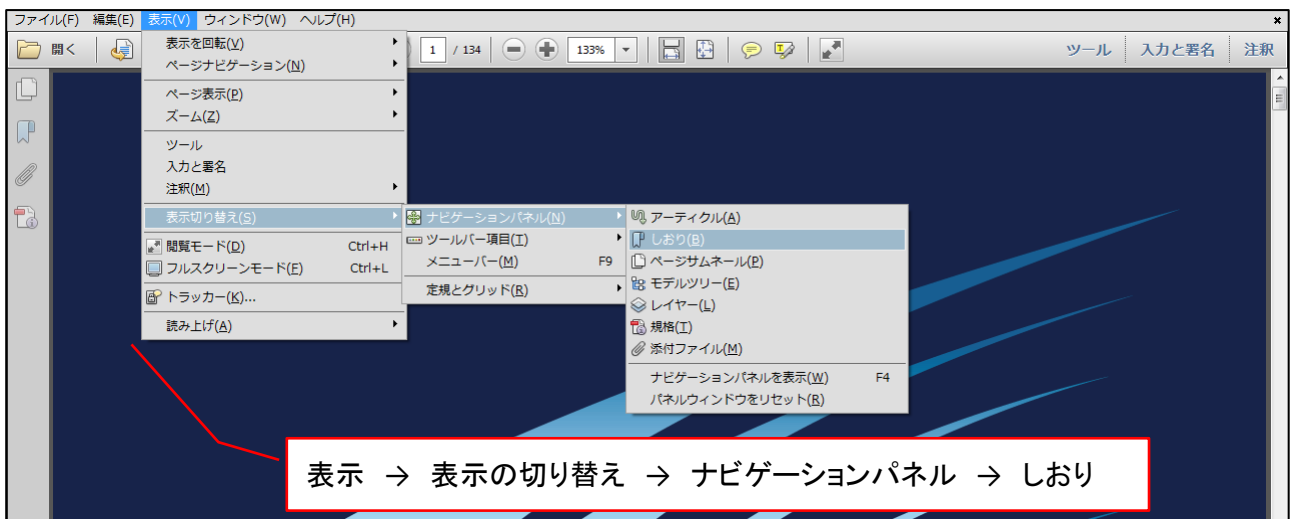 ファイル(F) 編集(E) 表示(V) ウィンドウ(W) ヘルプ(H)
開く 1 / 134 133% ツール 入力と署名 注釈
表示を回転(V)
ページナビゲーション(N)
ページ表示(P)
ズーム(Z)
ツール
入力と署名
注釈(M)
表示切り替え(S)
閲覧モード(D) Ctrl+H
フルスクリーンモード(F) Ctrl+L
トラッカー(K)...
読み上げ(A)
ナビゲーションパネル(N)
ツールバー項目(T)
メニューバー(M) F9
定規とグリッド(R)
アーティクル(A)
しおり(B)
ページサムネール(P)
モデルツリー(E)
レイヤー(L)
規格(T)
添付ファイル(M)
ナビゲーションパネルを表示(W) F4
パネルウィンドウをリセット(R)
表示 → 表示の切り替え → ナビゲーションパネル → しおり